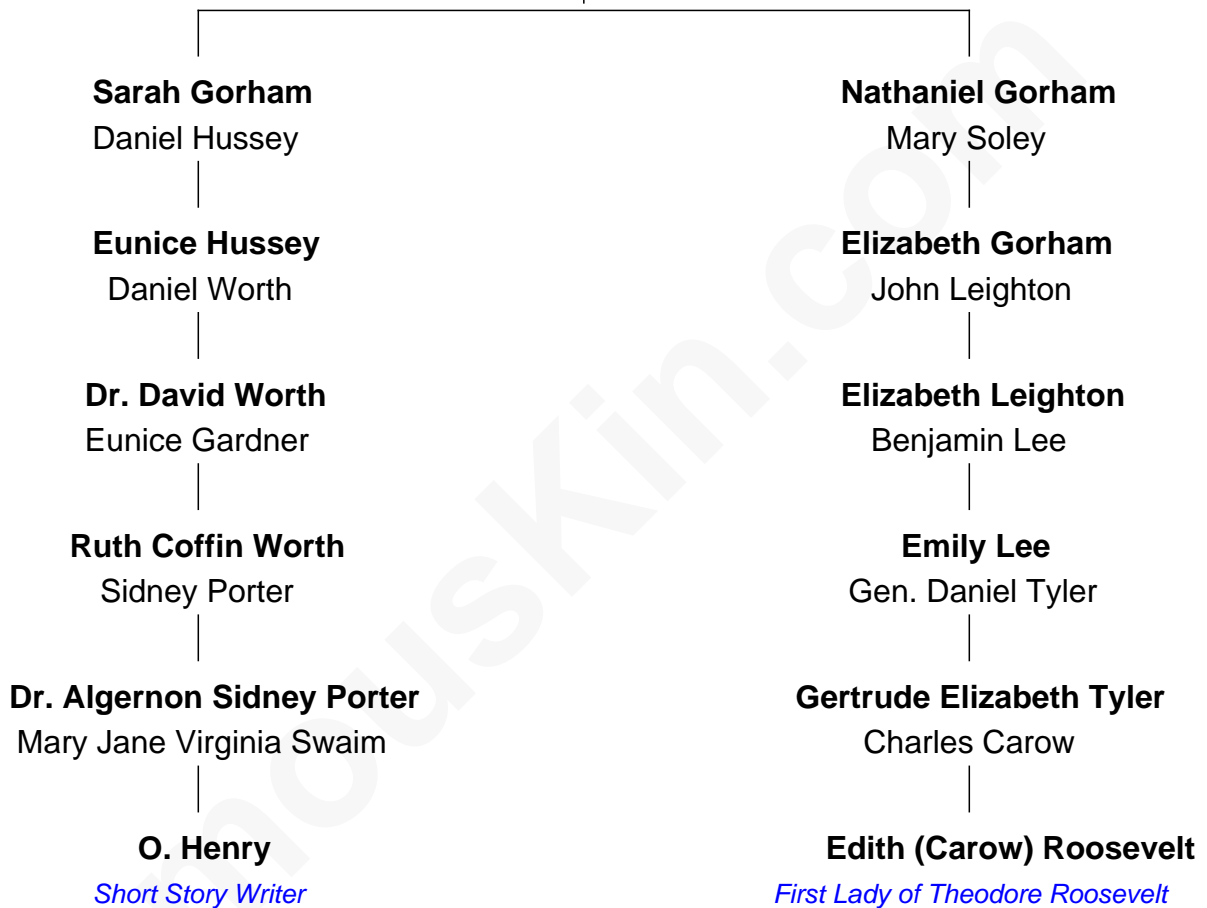 Sarah Gorham
Daniel Hussey
Nathaniel Gorham
Mary Soley
Eunice Hussey
Daniel Worth
Elizabeth Gorham
John Leighton
Dr. David Worth
Eunice Gardner
Elizabeth Leighton
Benjamin Lee
Ruth Coffin Worth
Sidney Porter
Emily Lee
Gen. Daniel Tyler
Dr. Algernon Sidney Porter
Mary Jane Virginia Swaim
Gertrude Elizabeth Tyler
Charles Carow
O. Henry
Short Story Writer
Edith (Carow) Roosevelt
First Lady of Theodore Roosevelt
mousKin.com